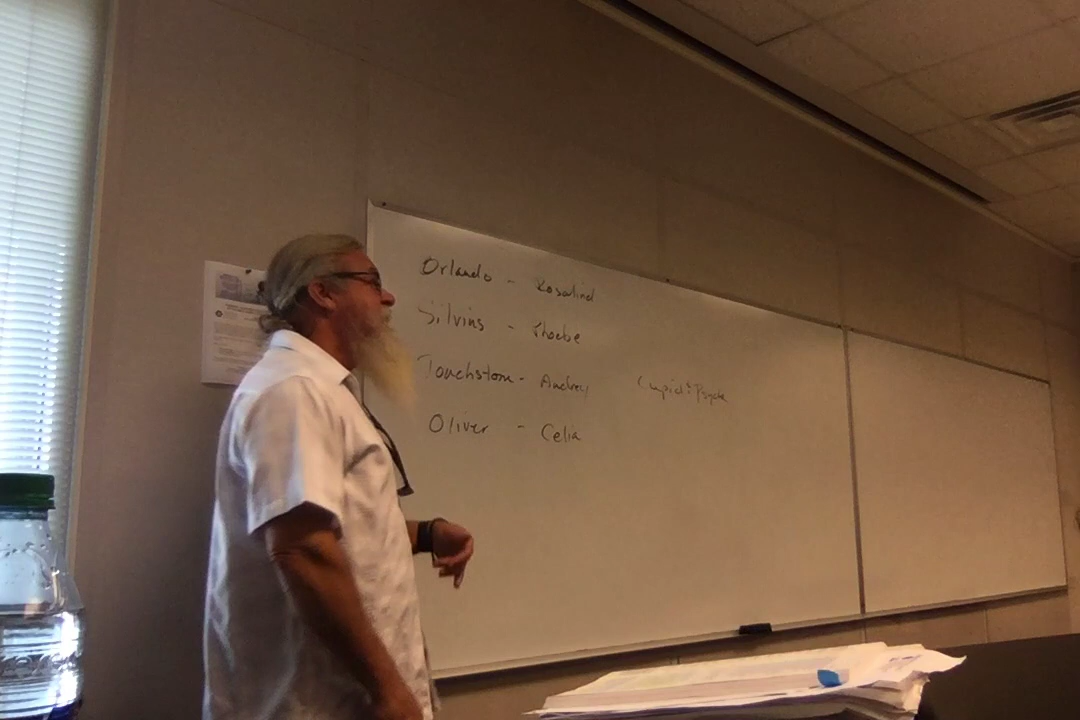 Orlando - Rosalind
Silvius - Phoebe
Touchstone - Audrey
Cupid & Psyche
Oliver - Celia